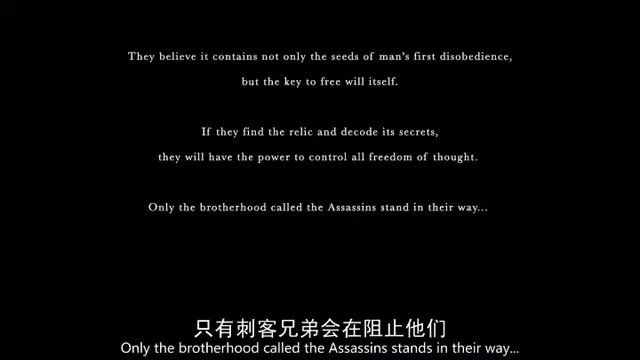 They believe it contains not only the seeds of man's first disobedience,
but the key to free will itself.
If they find the relic and decode its secrets,
they will have the power to control all freedom of thought.
Only the brotherhood called the Assassins stand in their way...
只有刺客兄弟会在阻止他们
Only the brotherhood called the Assassins stands in their way...